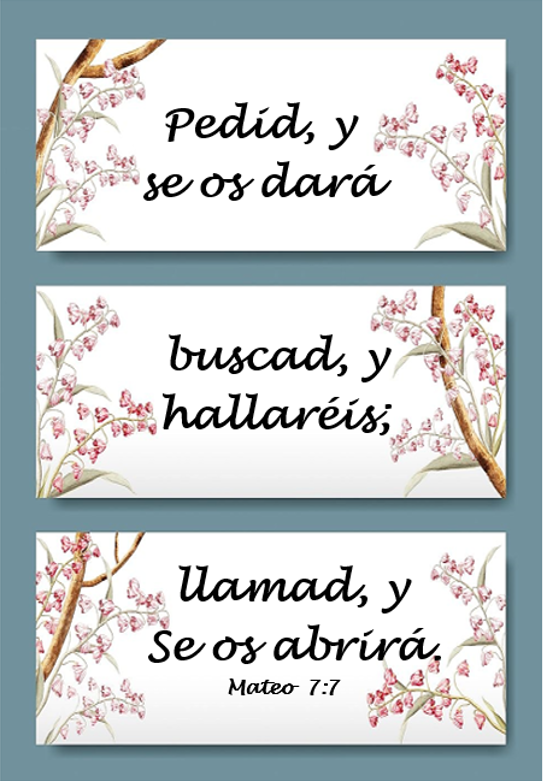 Pedid, y
se os dará
buscad, y
hallaréis;
llamad, y
Se os abrirá.
Mateo 7:7